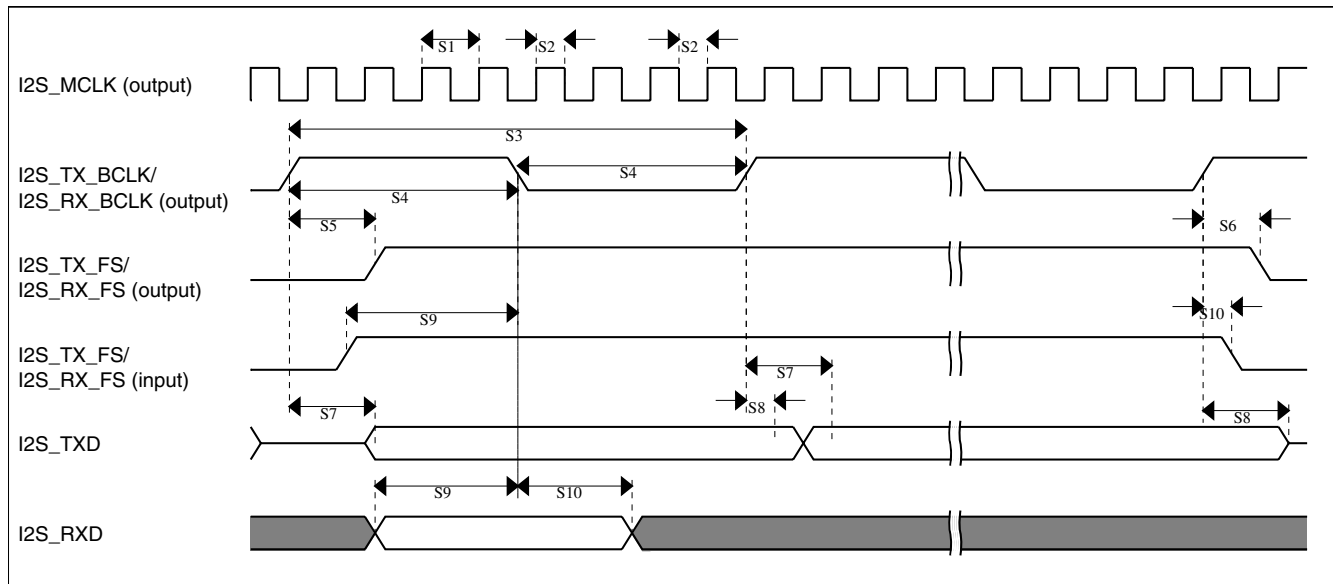 S1 S2 S2
I2S_MCLK (output)
S3
I2S_TX_BCLK/
I2S_RX_BCLK (output)
S4
S4
S5
S6
I2S_TX_FS/
I2S_RX_FS (output)
S9
S10
I2S_TX_FS/
I2S_RX_FS (input)
S7
S7
S8
S8
I2S_TXD
S9 S10
I2S_RXD